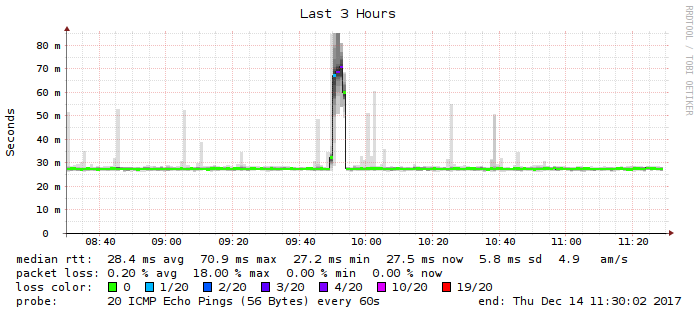 Last 3 Hours
RRDTOOL / TOBI OETIKER
Seconds
80 m
70 m
60 m
50 m
40 m
30 m
20 m
10 m
0
08:40 09:00 09:20 09:40 10:00 10:20 10:40 11:00 11:20
median rtt: 28.4 ms avg 70.9 ms max 27.2 ms min 27.5 ms now 5.8 ms sd 4.9 am/s
packet loss: 0.20 % avg 18.00 % max 0.00 % min 0.00 % now
loss color: 0 1/20 2/20 3/20 4/20 10/20 19/20
probe: 20 ICMP Echo Pings (56 Bytes) every 60s end: Thu Dec 14 11:30:02 2017